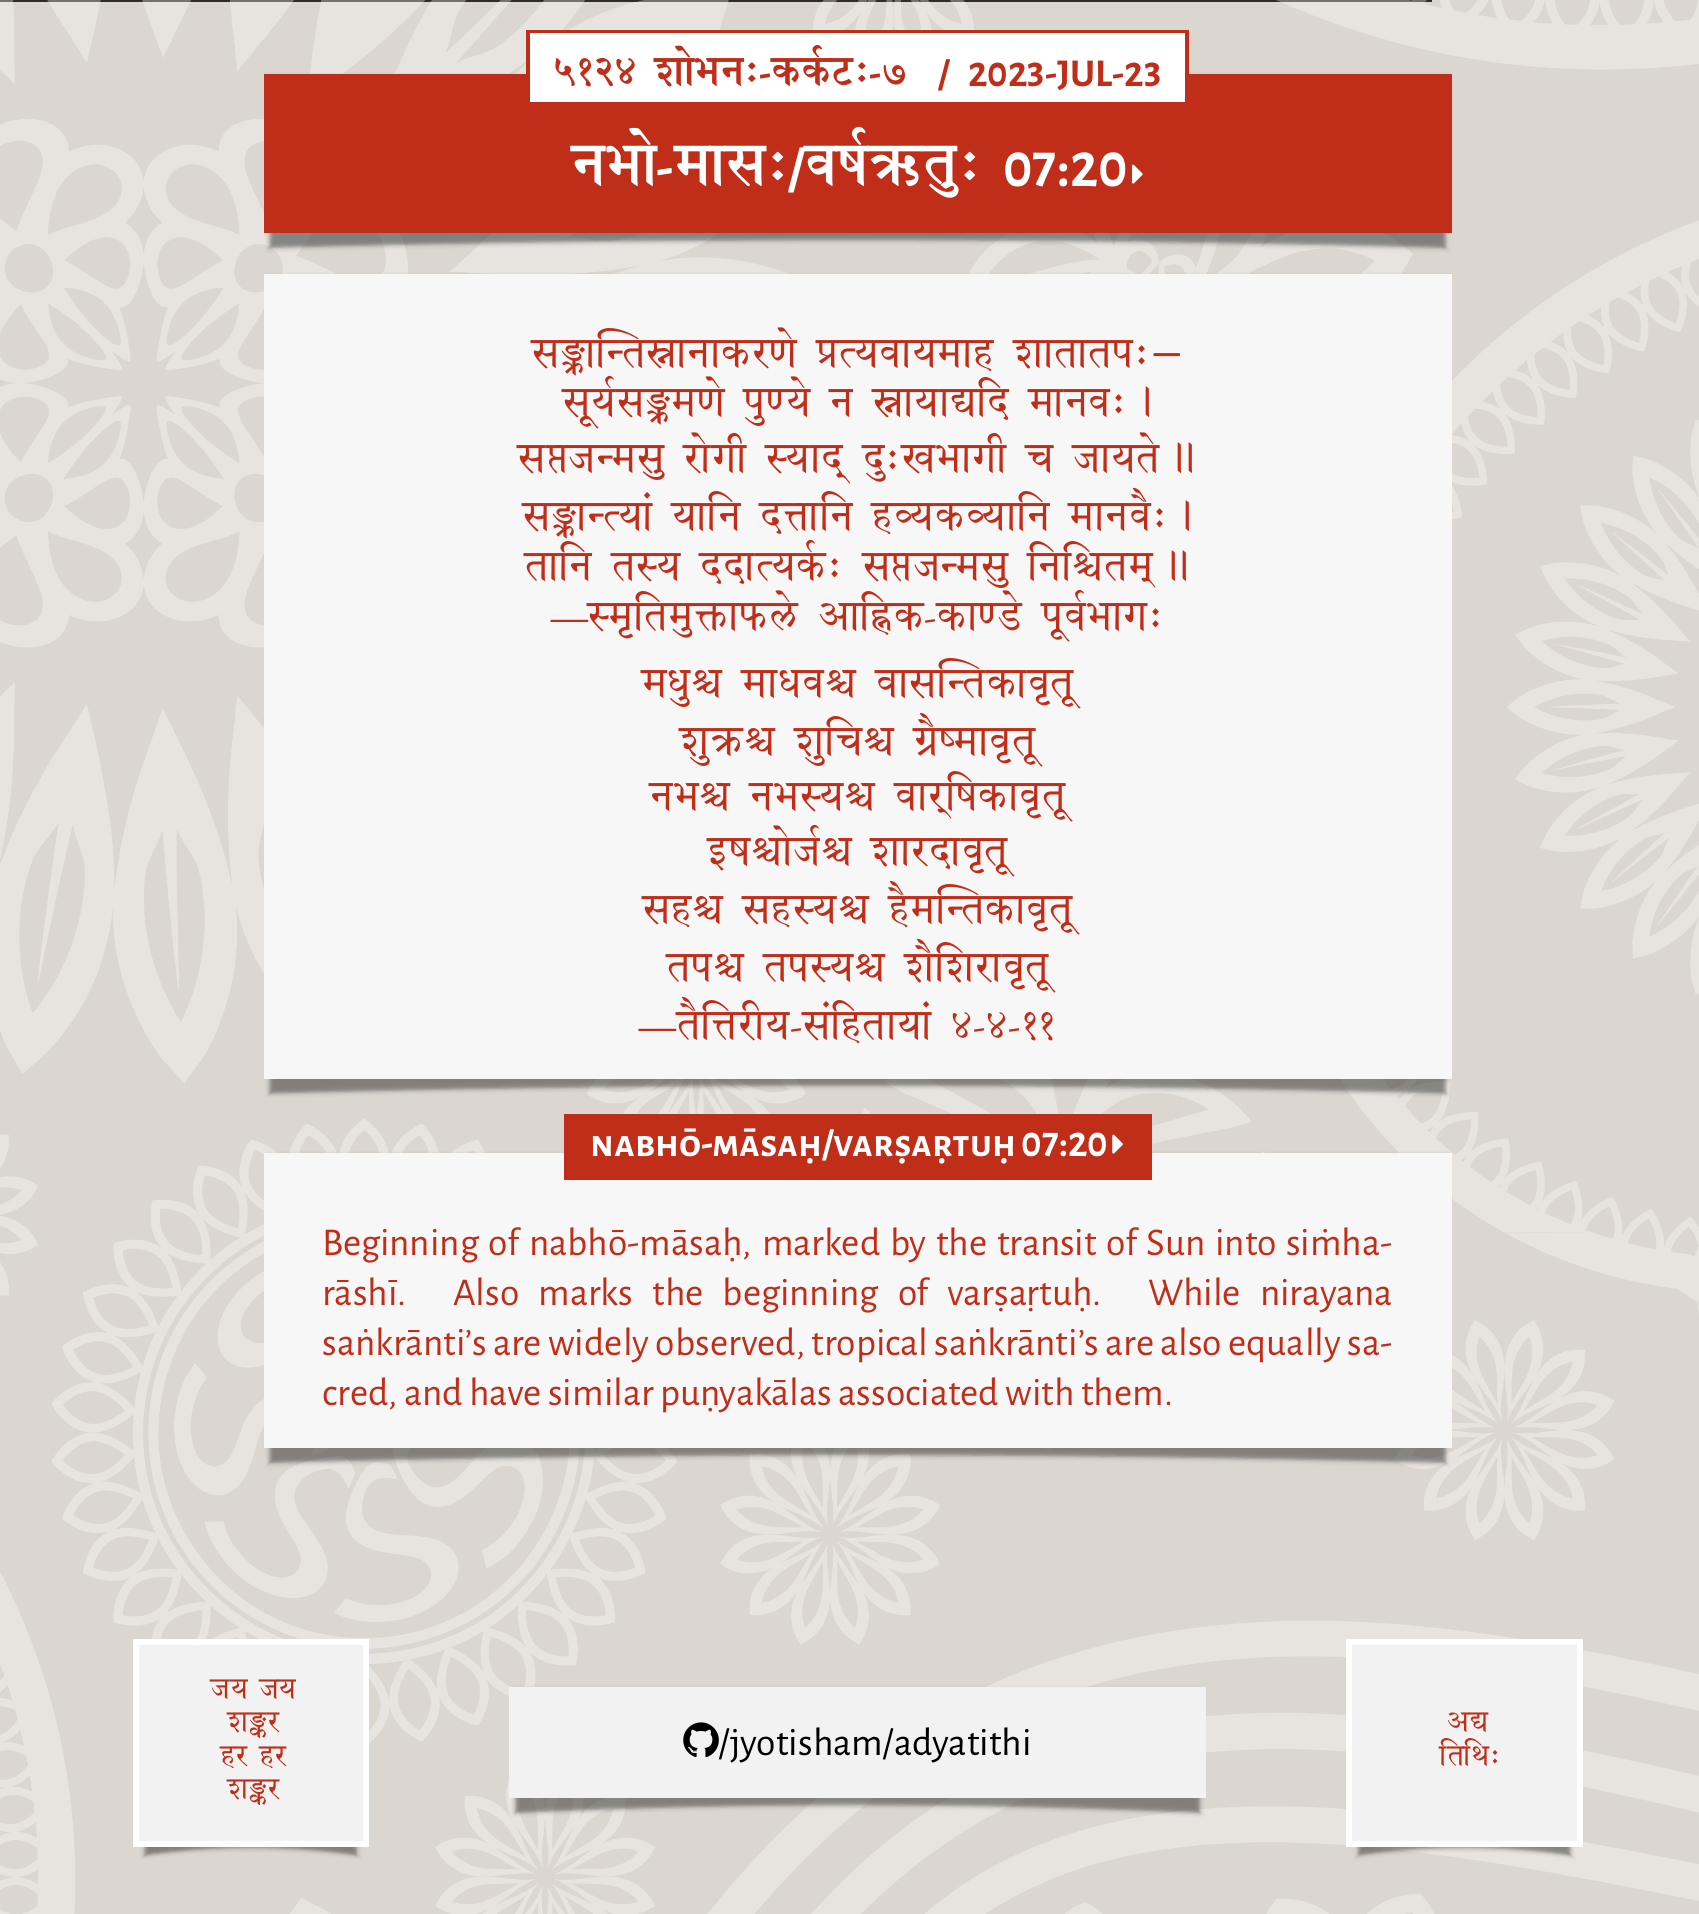 ५१२४ शोभनः-कर्कटः-७ / 2023-JUL-23
नभो-मासः/वर्षऋतुः 07:20
सङ्क्रान्तिस्नानाकरणे प्रत्यवायमाह शातातपः—
सूर्यसङ्क्रमणे पुण्ये न स्नायाद्यदि मानवः।
सप्तजन्मसु रोगी स्याद् दुःखभागी च जायते॥
सङ्क्रान्त्यां यानि दत्तानि हव्यकव्यानि मानवैः।
तानि तस्य ददात्यर्कः सप्तजन्मसु निश्चितम्॥
—स्मृतिमुक्ताफले आह्निक-काण्डे पूर्वभागः
मधुश्च माधवश्च वासन्तिकावृतू
शुक्रश्च शुचिश्च ग्रैष्मावृतू
नभश्च नभस्यश्च वार्‌षिकावृतू
इषश्चोर्जश्च शारदावृतू
सहश्च सहस्यश्च हैमन्तिकावृतू
तपश्च तपस्यश्च शैशिरावृतू
—तैत्तिरीय-संहितायां ४-४-११
NABHŌ-MĀSAḤ/VARṢAṚTUḤ 07:20
Beginning of nabhō-māsaḥ, marked by the transit of Sun into siṁha-
rāshī. Also marks the beginning of varṣaṛtuḥ. While nirayana
saṅkrānti’s are widely observed, tropical saṅkrānti’s are also equally sa-
cred, and have similar puṇyakālas associated with them.
जय जय
शङ्कर
हर हर
शङ्कर
/jyotisham/adyatithi
अद्य
तिथिः